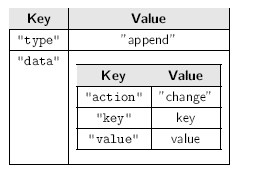 Key Value
"type" "append"
"data"
Key Value
"action" "change"
"key" key
"value" value